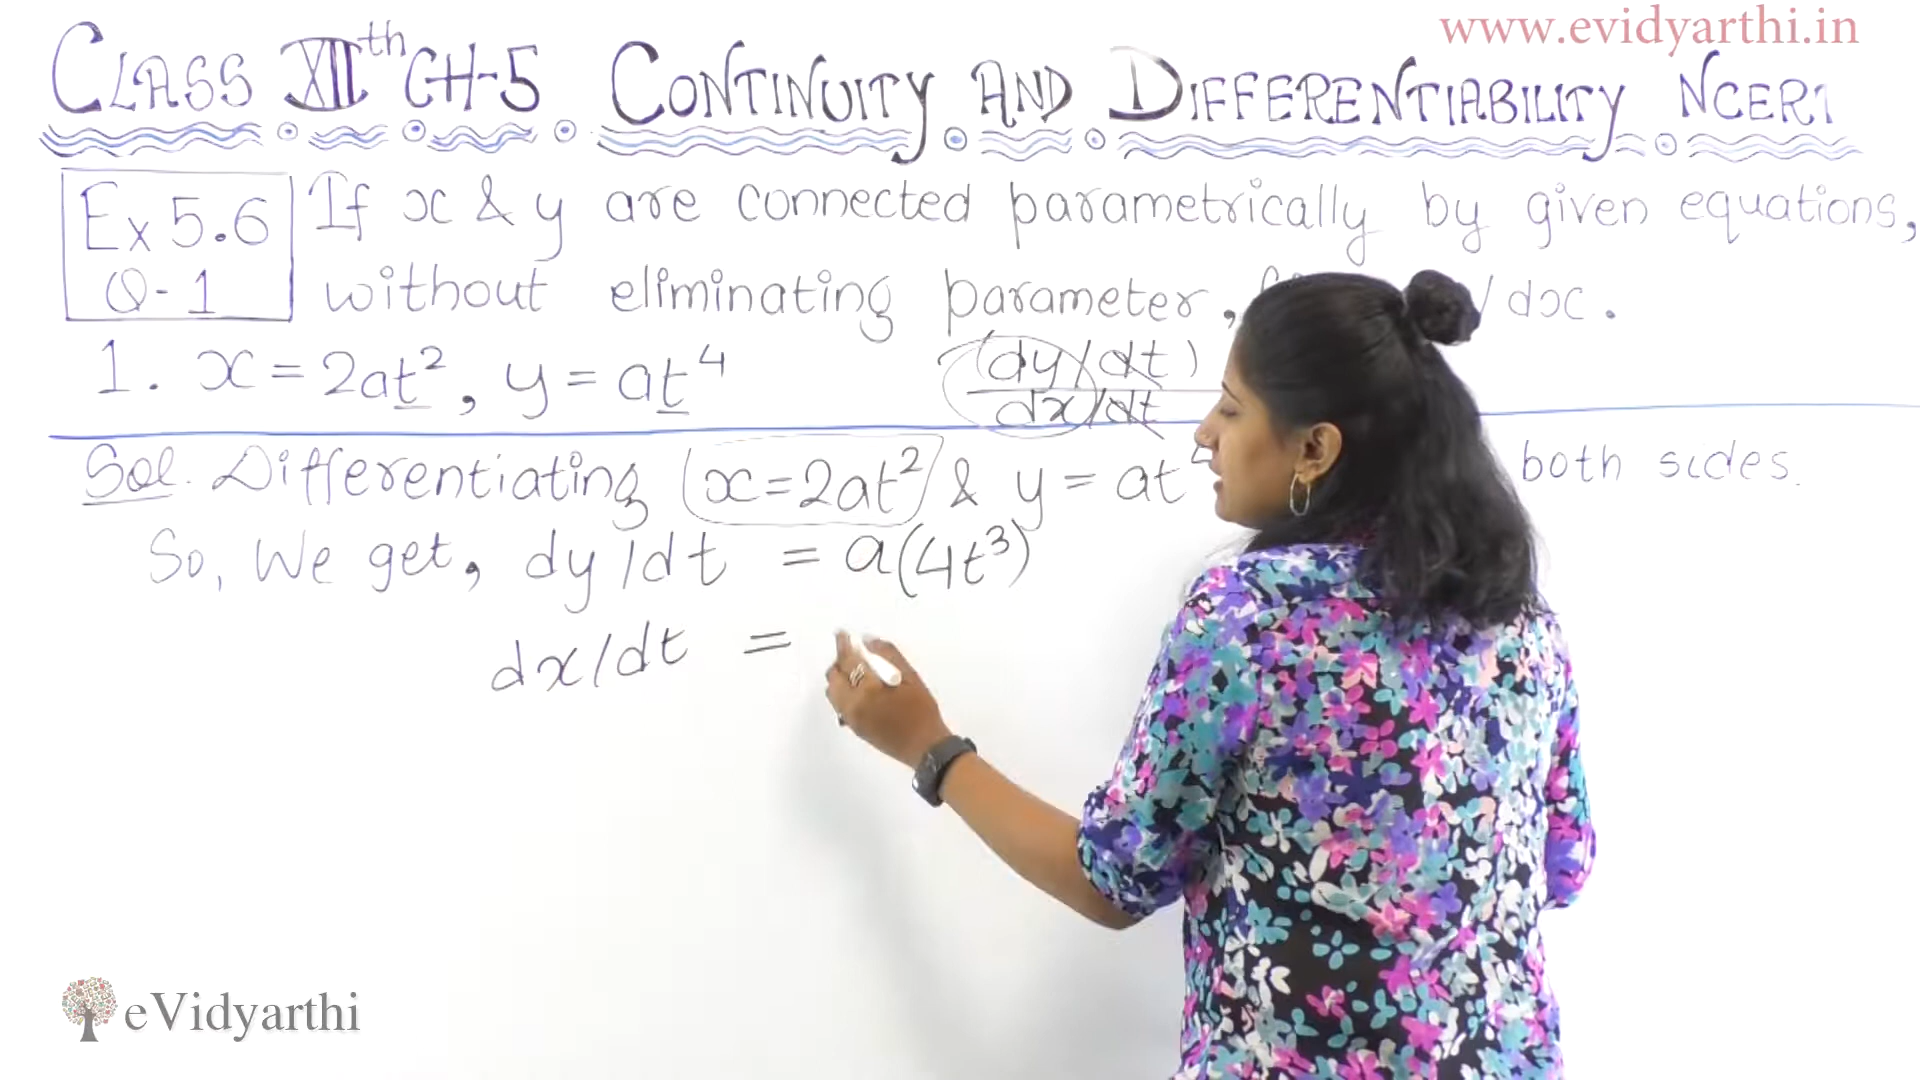 www.evidyarthi.in
CLASS XIIth CH-5 CONTINUITY AND DIFFERENTIABILITY NCERT
Ex 5.6
Q-1
If x & y are connected parametrically by given equations,
without eliminating parameter, /dx.
1. x = 2at², y = at⁴
(dy/dt)
dx/dt
Sol. Differentiating (x=2at²) & y = at⁴ both sides.
So, We get, dy/dt = a(4t³)
dx/dt =
eVidyarthi